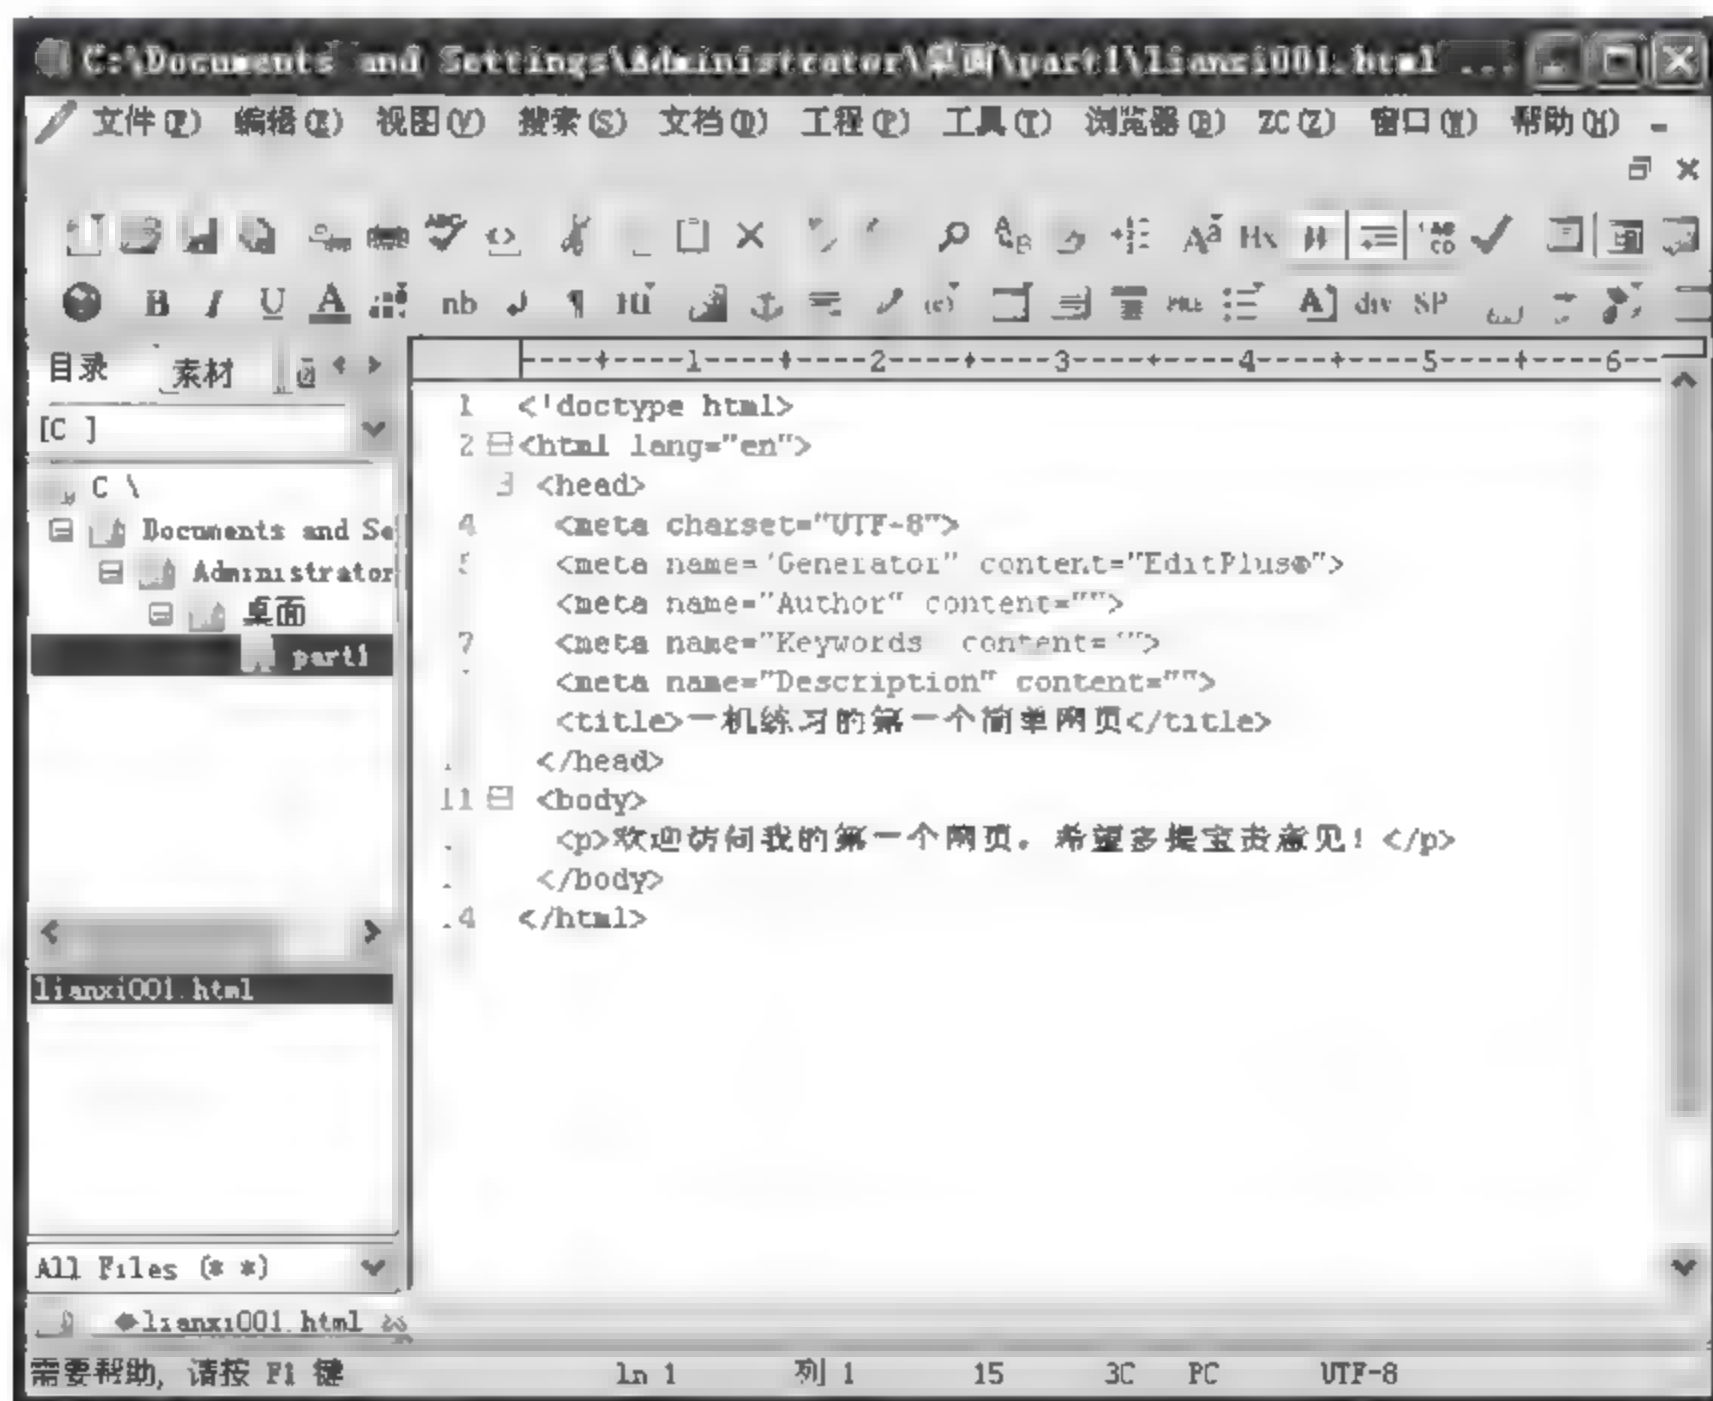 C:\Documents and Settings\Administrator\桌面\part1\lianxi001.html ...
文件(F) 编辑(E) 视图(V) 搜索(S) 文档(D) 工程(P) 工具(T) 浏览器(B) ZC(Z) 窗口(W) 帮助(H)
B I U A nb ¶ A div SP
目录 素材
----+----1----+----2----+----3----+----4----+----5----+----6--
[C ]
C \
Documents and Se
Administrator
桌面
part1
1 <!doctype html>
2 <html lang="en">
3 <head>
4 <meta charset="UTF-8">
<meta name="Generator" content="EditPlus®">
<meta name="Author" content="">
7 <meta name="Keywords" content="">
<meta name="Description" content="">
<title>一机练习的第一个简单网页</title>
</head>
11 <body>
<p>欢迎访问我的第一个网页。希望多提宝贵意见!</p>
</body>
14 </html>
lianxi001.html
All Files (* *)
lianxi001.html
需要帮助, 请按 F1 键 ln 1 列 1 15 3C PC UTF-8